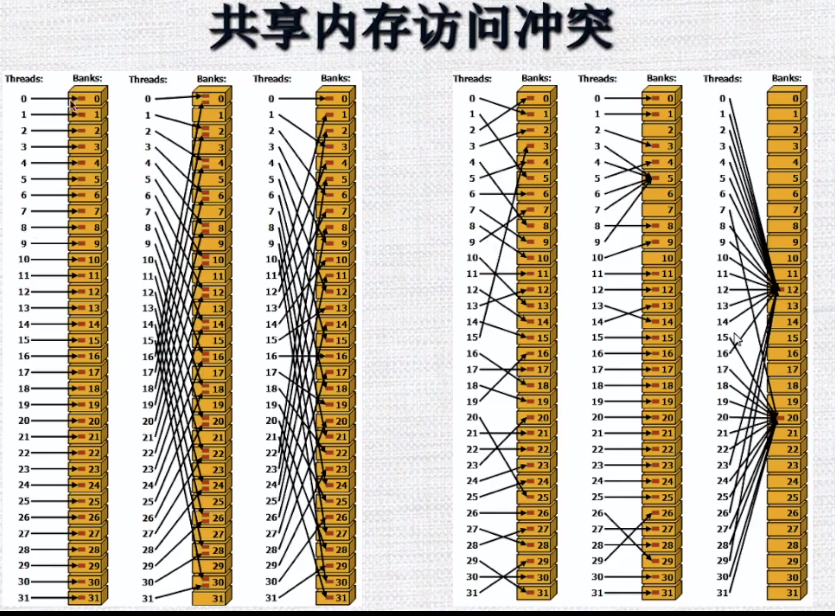 共享内存访问冲突
Threads: Banks: Threads: Banks: Threads: Banks: Threads: Banks: Threads: Banks: Threads: Banks:
0 0 0 0 0 0 0 0 0 0 0 0
1 1 1 1 1 1 1 1 1 1 1 1
2 2 2 2 2 2 2 2 2 2 2 2
3 3 3 3 3 3 3 3 3 3 3 3
4 4 4 4 4 4 4 4 4 4 4 4
5 5 5 5 5 5 5 5 5 5 5 5
6 6 6 6 6 6 6 6 6 6 6 6
7 7 7 7 7 7 7 7 7 7 7 7
8 8 8 8 8 8 8 8 8 8 8 8
9 9 9 9 9 9 9 9 9 9 9 9
10 10 10 10 10 10 10 10 10 10 10 10
11 11 11 11 11 11 11 11 11 11 11 11
12 12 12 12 12 12 12 12 12 12 12 12
13 13 13 13 13 13 13 13 13 13 13 13
14 14 14 14 14 14 14 14 14 14 14 14
15 15 15 15 15 15 15 15 15 15 15 15
16 16 16 16 16 16 16 16 16 16 16 16
17 17 17 17 17 17 17 17 17 17 17 17
18 18 18 18 18 18 18 18 18 18 18 18
19 19 19 19 19 19 19 19 19 19 19 19
20 20 20 20 20 20 20 20 20 20 20 20
21 21 21 21 21 21 21 21 21 21 21 21
22 22 22 22 22 22 22 22 22 22 22 22
23 23 23 23 23 23 23 23 23 23 23 23
24 24 24 24 24 24 24 24 24 24 24 24
25 25 25 25 25 25 25 25 25 25 25 25
26 26 26 26 26 26 26 26 26 26 26 26
27 27 27 27 27 27 27 27 27 27 27 27
28 28 28 28 28 28 28 28 28 28 28 28
29 29 29 29 29 29 29 29 29 29 29 29
30 30 30 30 30 30 30 30 30 30 30 30
31 31 31 31 31 31 31 31 31 31 31 31